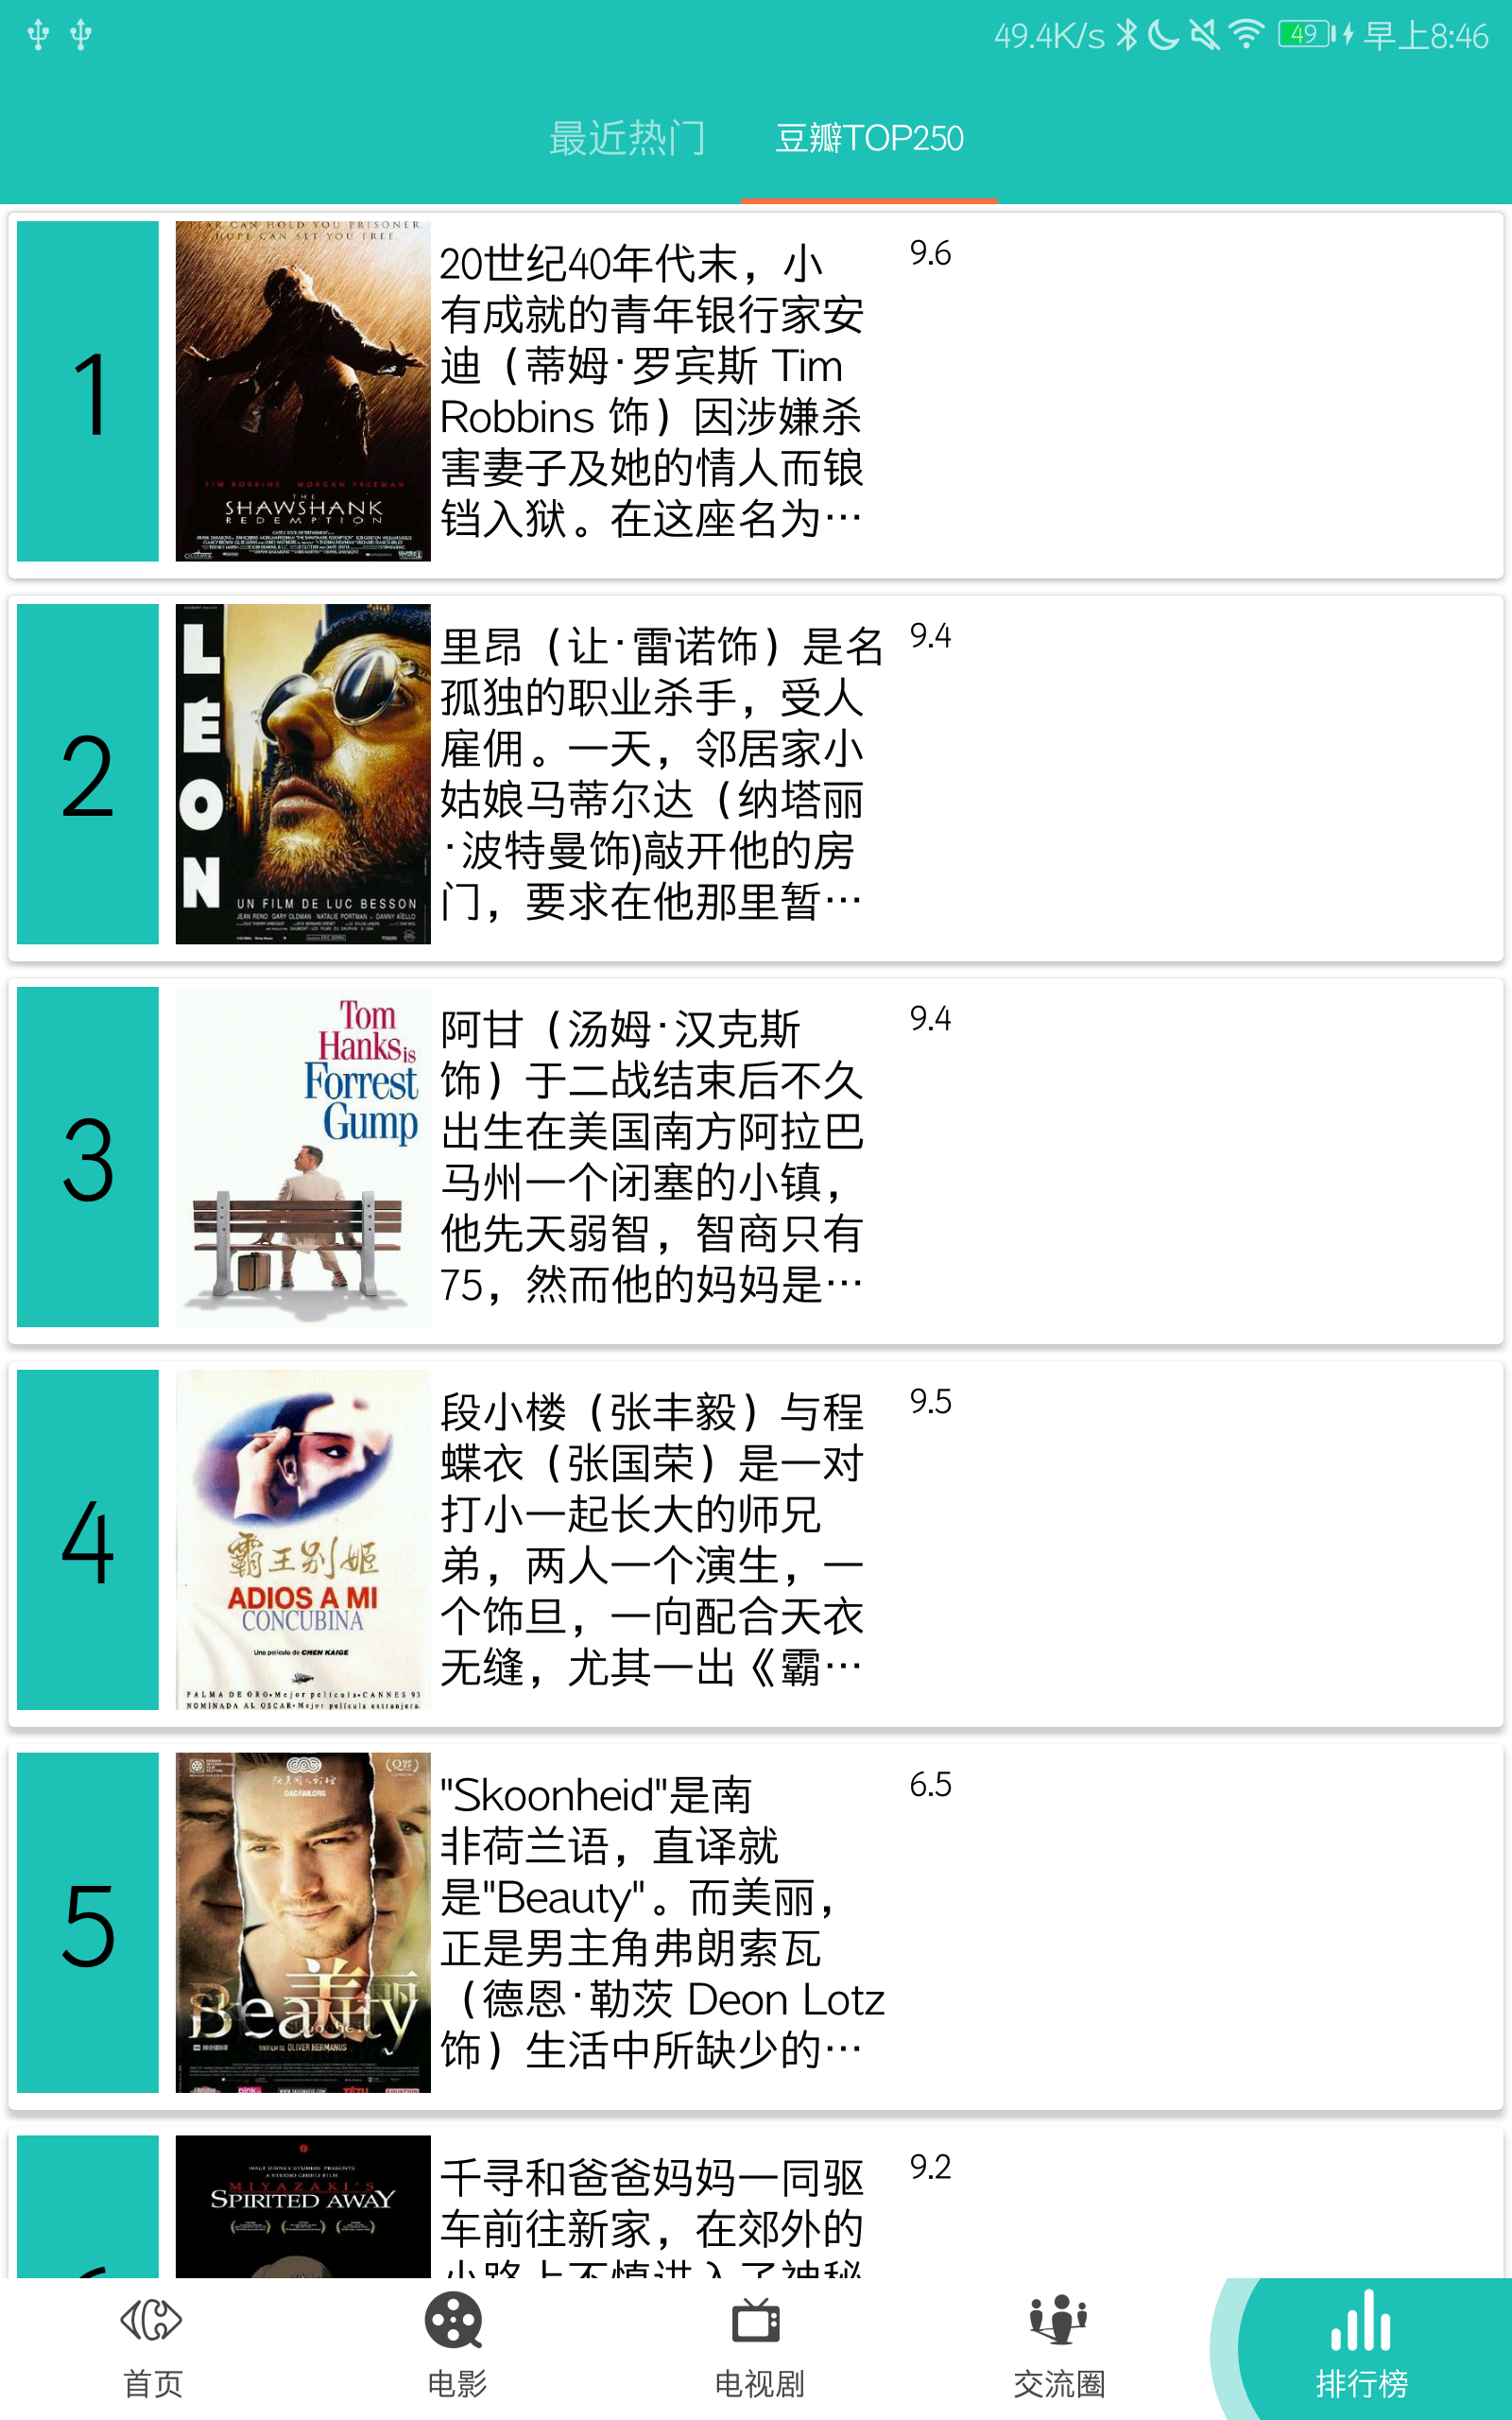 49.4K/s 49 早上8:46
最近热门 豆瓣TOP250
1
FEAR CAN HOLD YOU PRISONER.
HOPE CAN SET YOU FREE.
TIM ROBBINS MORGAN FREEMAN
THE
SHAWSHANK
REDEMPTION
20世纪40年代末，小
有成就的青年银行家安
迪（蒂姆·罗宾斯 Tim
Robbins 饰）因涉嫌杀
害妻子及她的情人而锒
铛入狱。在这座名为…
9.6
2
LÉON
UN FILM DE LUC BESSON
JEAN RENO GARY OLDMAN NATALIE PORTMAN DANNY AIELLO
里昂（让·雷诺饰）是名
孤独的职业杀手，受人
雇佣。一天，邻居家小
姑娘马蒂尔达（纳塔丽
·波特曼饰)敲开他的房
门，要求在他那里暂…
9.4
3
Tom
Hanks is
Forrest
Gump
阿甘（汤姆·汉克斯
饰）于二战结束后不久
出生在美国南方阿拉巴
马州一个闭塞的小镇，
他先天弱智，智商只有
75，然而他的妈妈是…
9.4
4
霸王别姬
ADIOS A MI
CONCUBINA
Una película de CHEN KAIGE
PALMA DE ORO•Mejor película•CANNES 93
NOMINADA AL OSCAR•Mejor película extranjera
段小楼（张丰毅）与程
蝶衣（张国荣）是一对
打小一起长大的师兄
弟，两人一个演生，一
个饰旦，一向配合天衣
无缝，尤其一出《霸…
9.5
5
美丽
Beauty
Skoonheid
OLIVER HERMANUS
"Skoonheid"是南
非荷兰语，直译就
是"Beauty"。而美丽，
正是男主角弗朗索瓦
（德恩·勒茨 Deon Lotz
饰）生活中所缺少的…
6.5
WALT DISNEY STUDIOS PRESENTS
A STUDIO GHIBLI FILM
MIYAZAKI'S
SPIRITED AWAY
千寻和爸爸妈妈一同驱
车前往新家，在郊外的
小路上不慎进入了神秘
9.2
首页 电影 电视剧 交流圈 排行榜